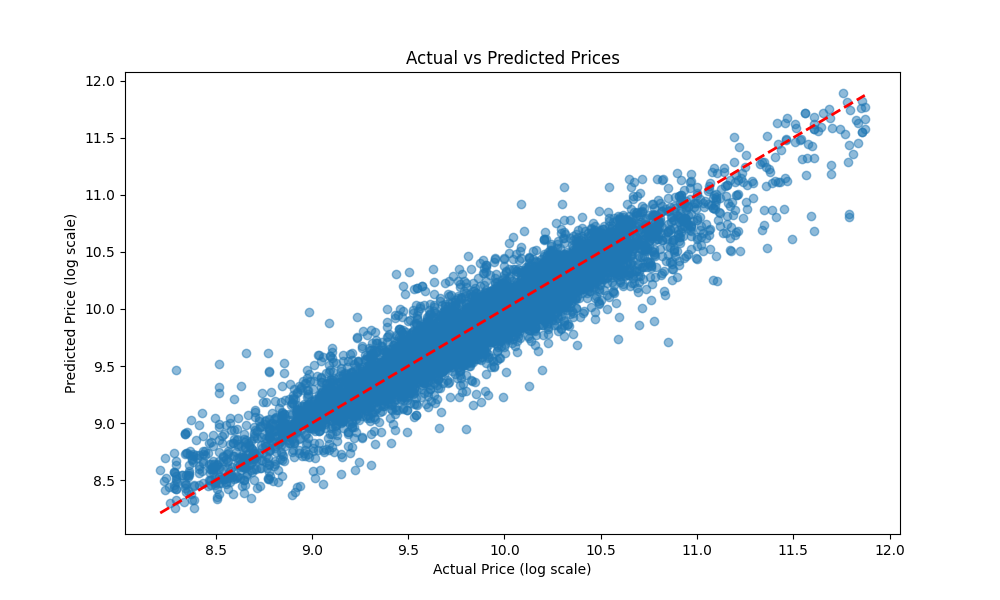 Actual vs Predicted Prices
12.0
11.5
11.0
10.5
10.0
9.5
9.0
8.5
Predicted Price (log scale)
8.5 9.0 9.5 10.0 10.5 11.0 11.5 12.0
Actual Price (log scale)